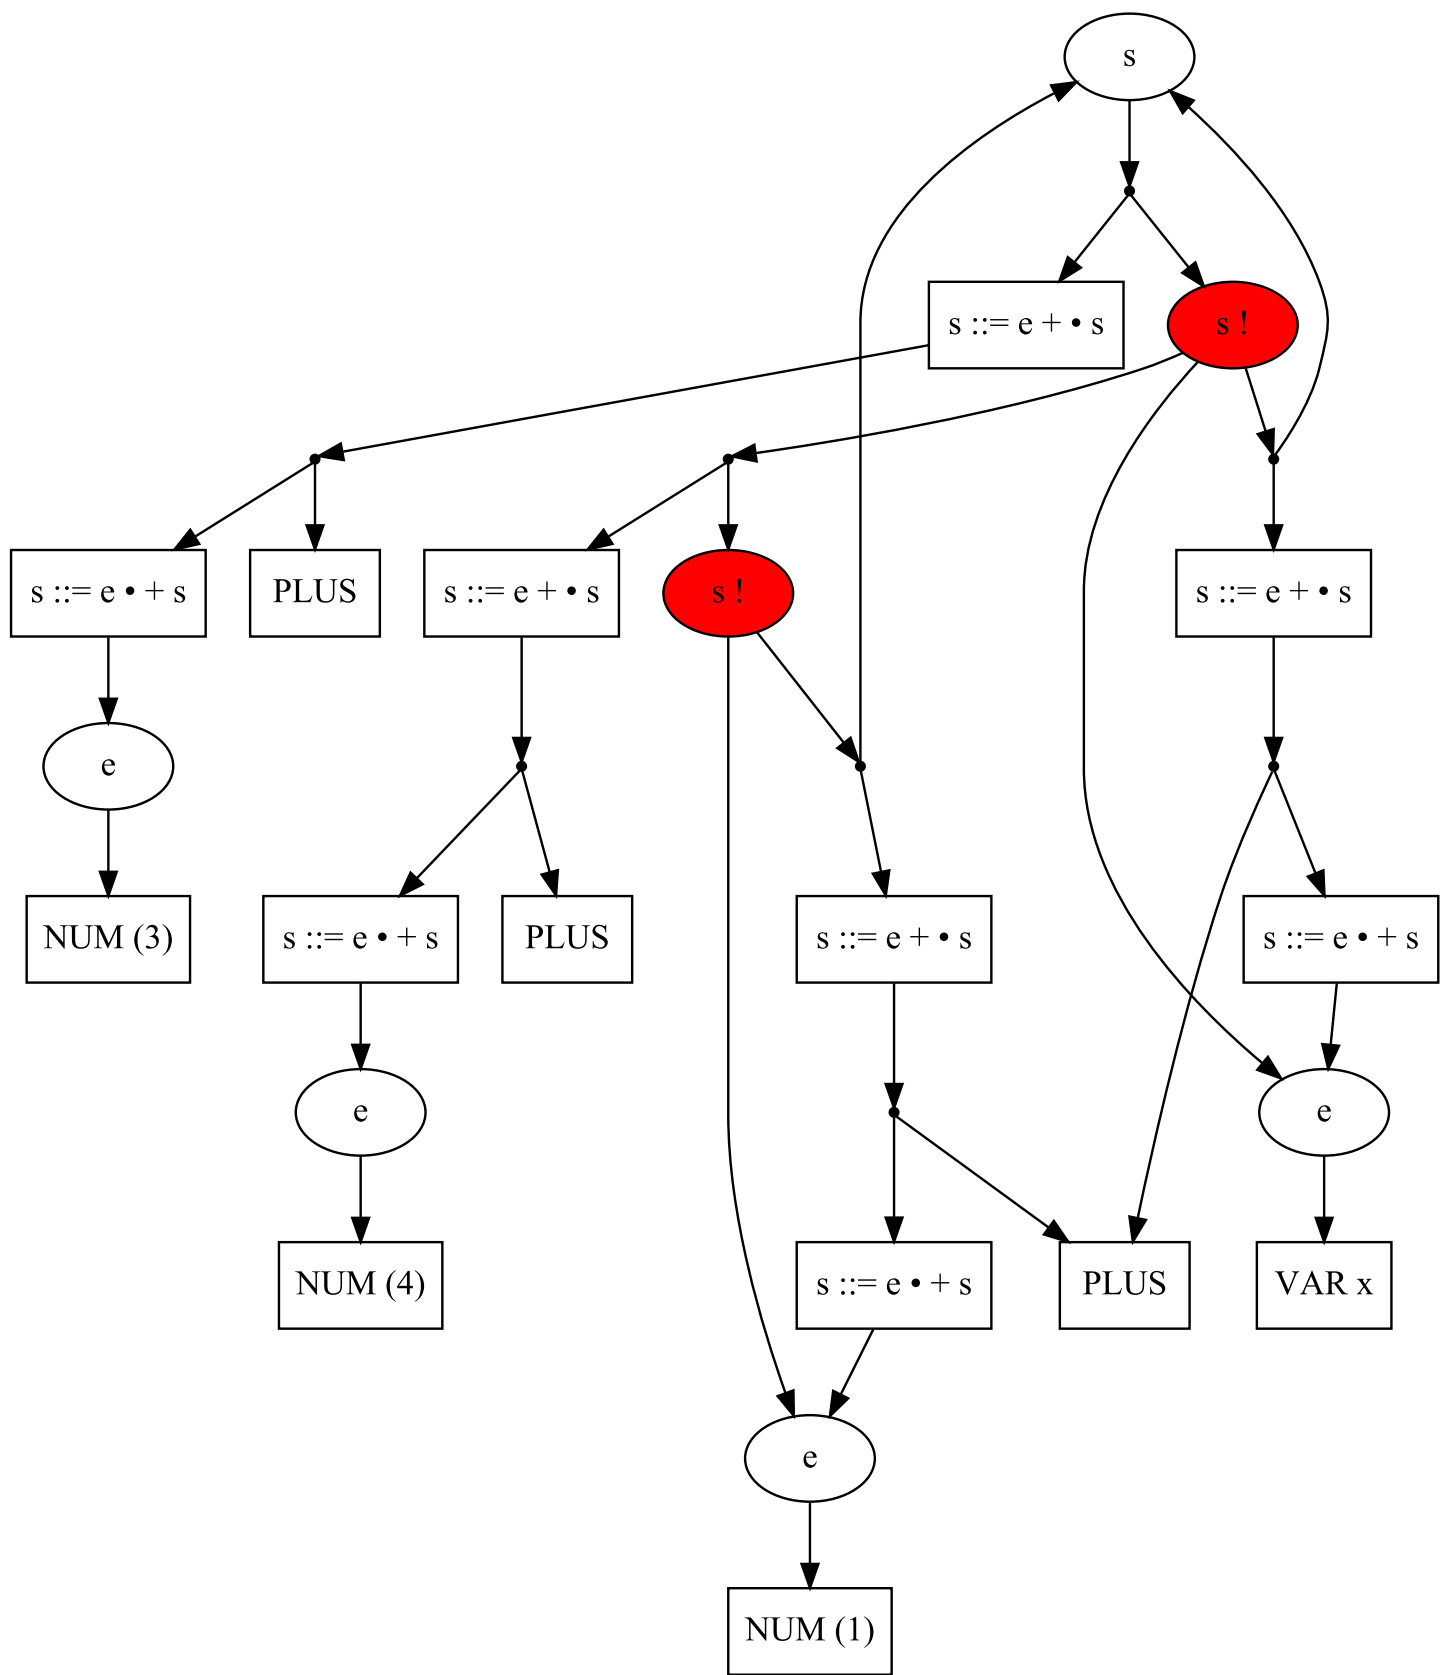 s
s ::= e + • s
s !
s ::= e • + s
PLUS
s ::= e + • s
s !
s ::= e + • s
e
NUM (3)
s ::= e • + s
PLUS
s ::= e + • s
s ::= e • + s
e
e
NUM (4)
s ::= e • + s
PLUS
VAR x
e
NUM (1)